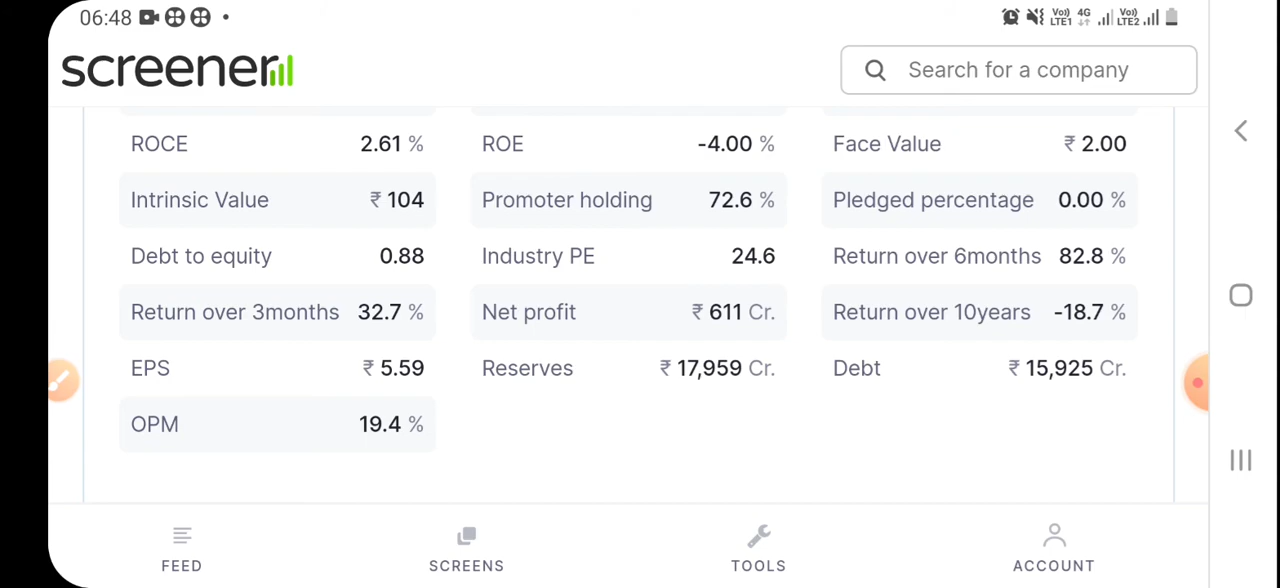 06:48
Vo)) LTE1 4G Vo)) LTE2
screener
Search for a company
ROCE 2.61 % ROE -4.00 % Face Value ₹ 2.00
Intrinsic Value ₹ 104 Promoter holding 72.6 % Pledged percentage 0.00 %
Debt to equity 0.88 Industry PE 24.6 Return over 6months 82.8 %
Return over 3months 32.7 % Net profit ₹ 611 Cr. Return over 10years -18.7 %
EPS ₹ 5.59 Reserves ₹ 17,959 Cr. Debt ₹ 15,925 Cr.
OPM 19.4 %
FEED SCREENS TOOLS ACCOUNT